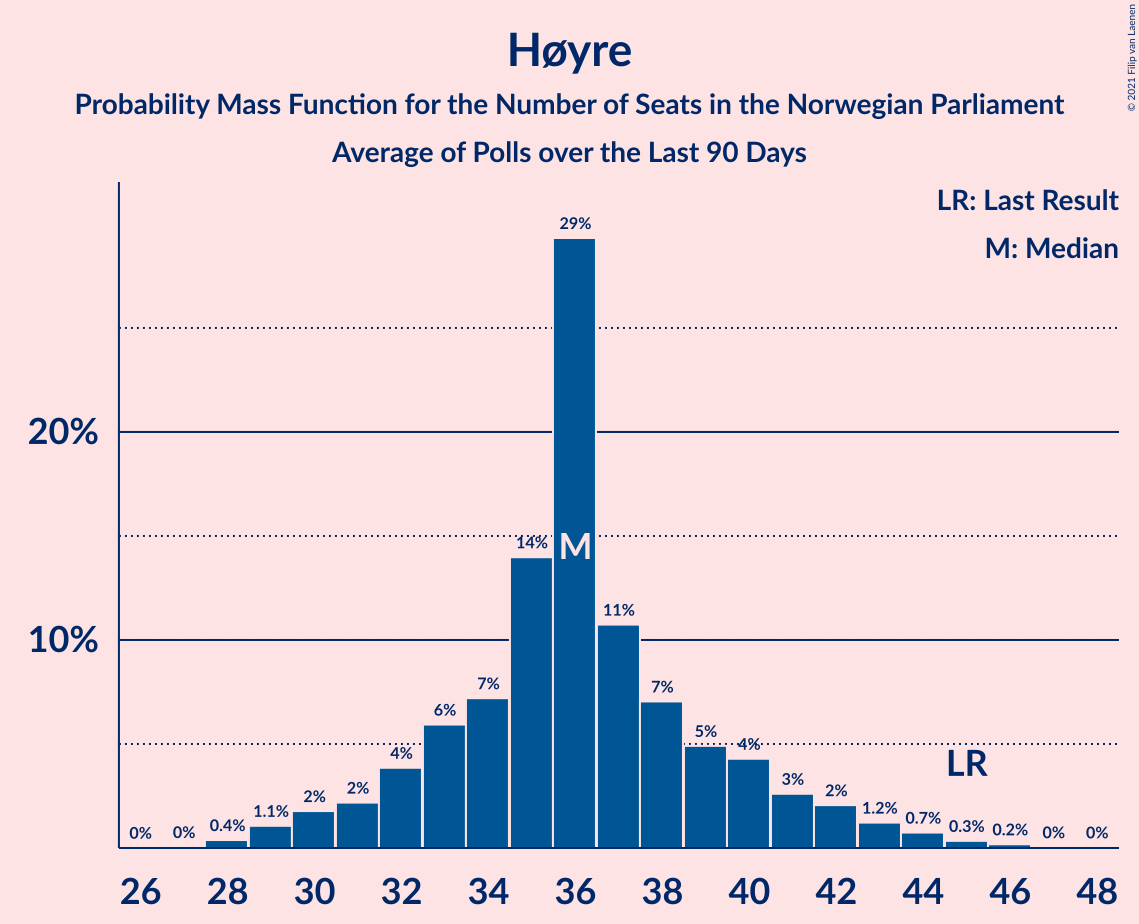 Høyre
Probability Mass Function for the Number of Seats in the Norwegian Parliament
Average of Polls over the Last 90 Days
© 2021 Filip van Laenen
LR: Last Result
M: Median
20%
10%
0%
0%
0.4%
1.1%
2%
2%
4%
6%
7%
14%
29%
11%
7%
5%
4%
3%
2%
1.2%
0.7%
0.3%
0.2%
0%
0%
M
LR
26 28 30 32 34 36 38 40 42 44 46 48